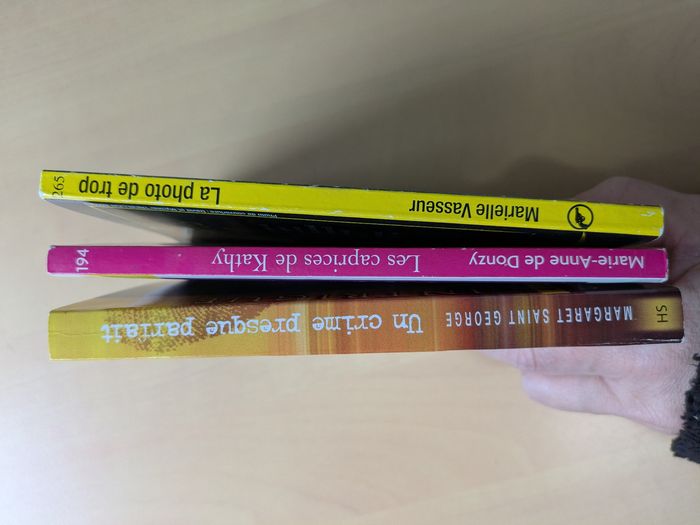 SH MARGARET SAINT GEORGE Un crime presque parfait
Marie-Anne de Donzy Les caprices de Kathy 194
Marielle Vasseur La photo de trop 265